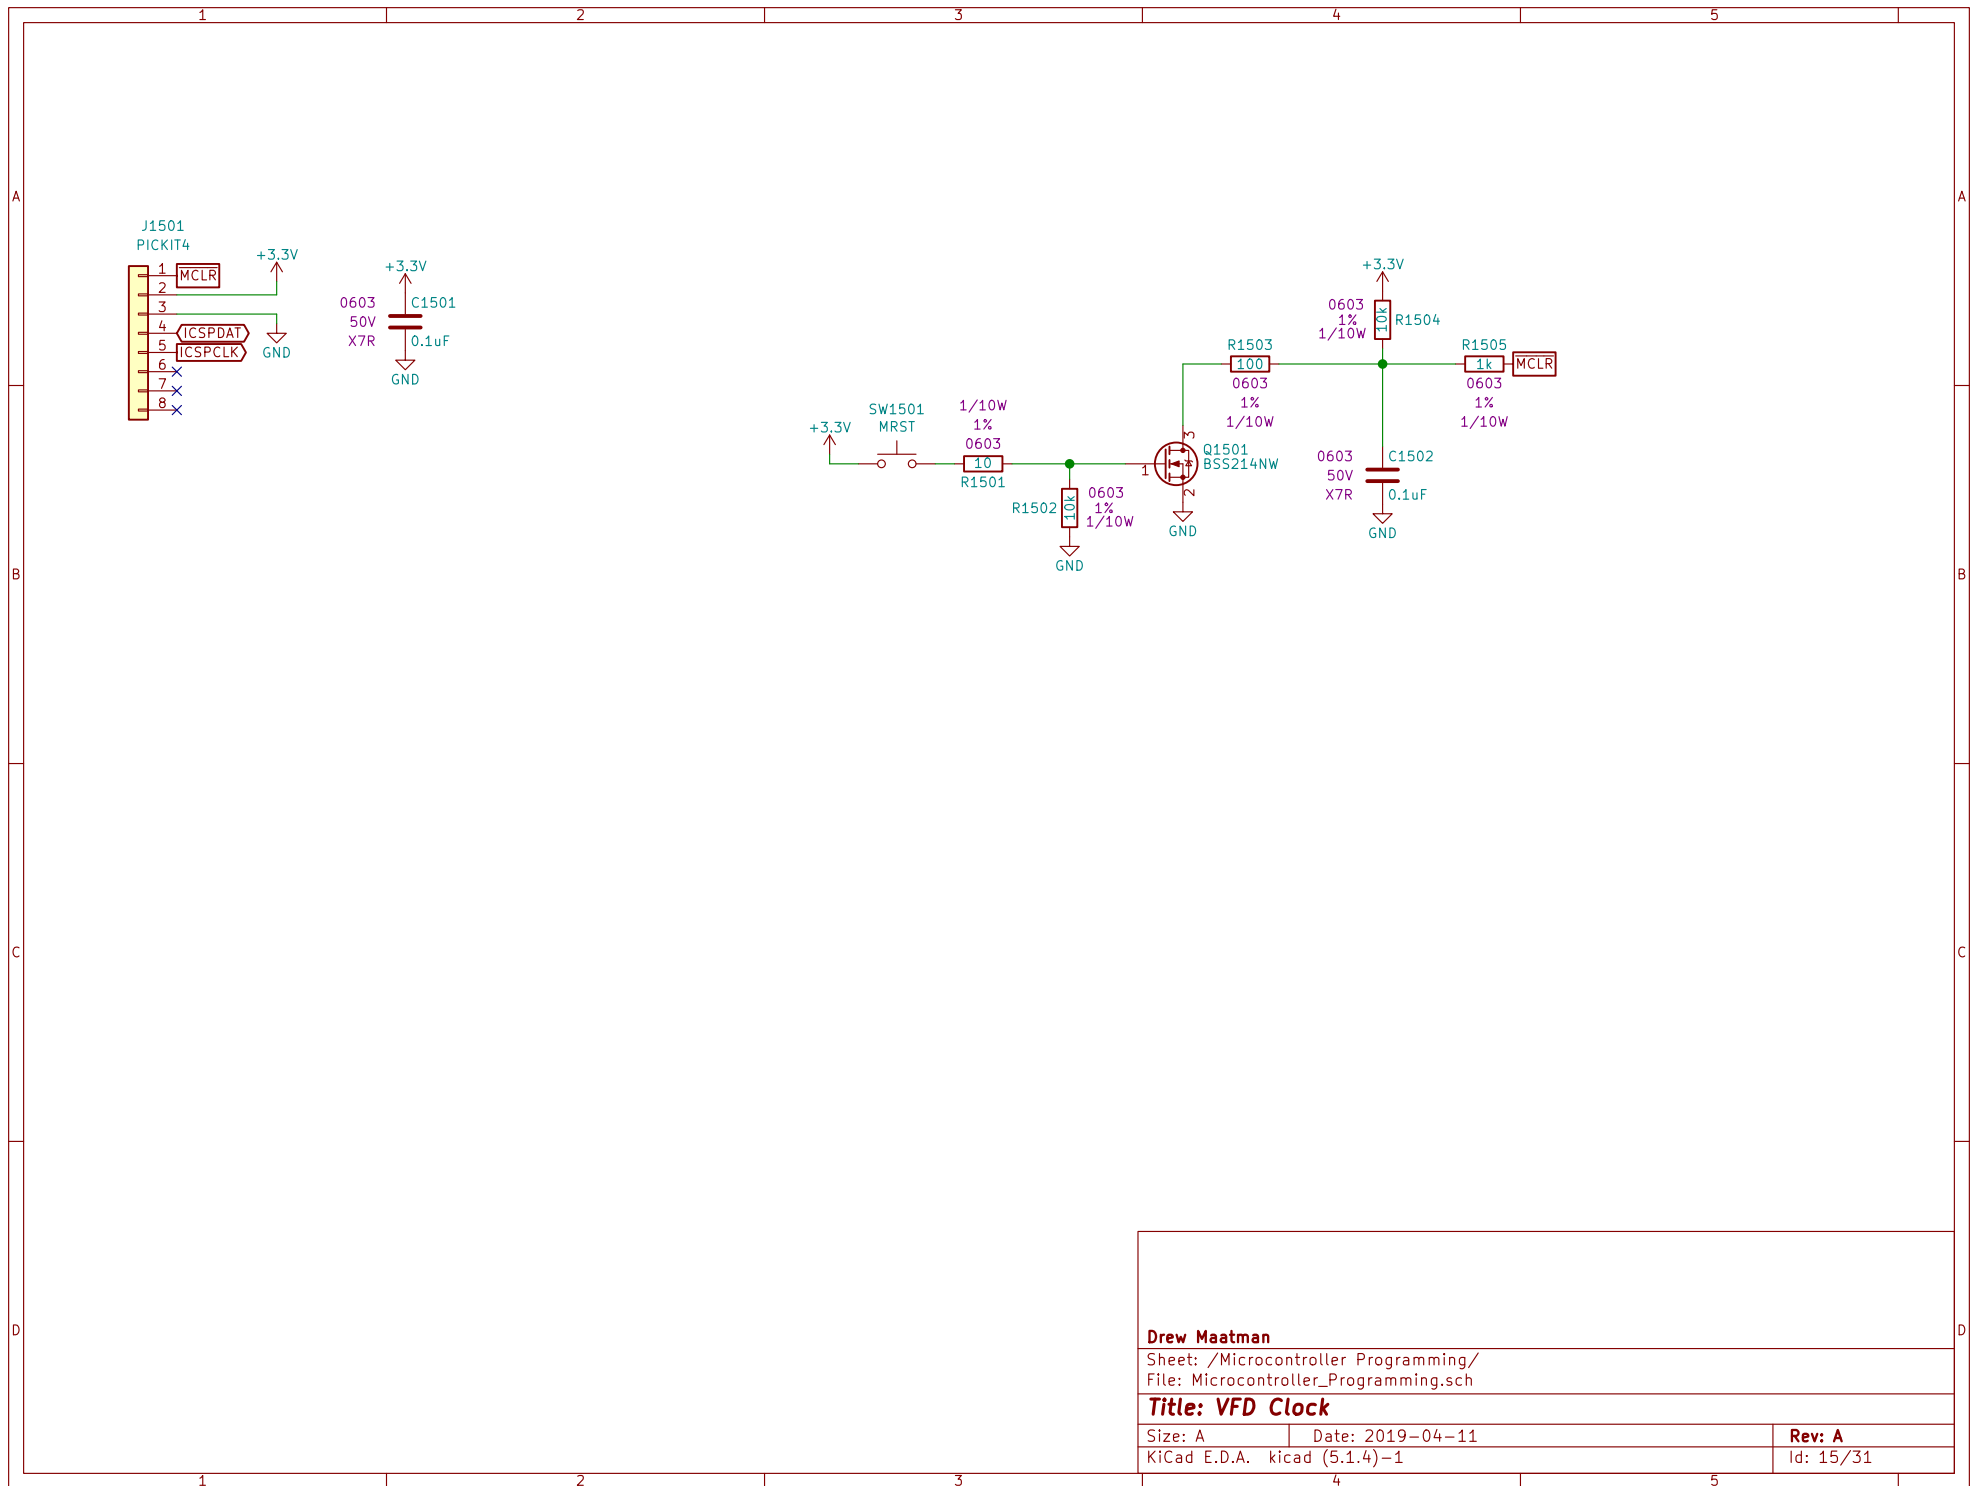 1 2 3 4 5
A A
J1501
PICKIT4
1 MCLR
2
3
4 ICSPDAT
5 ICSPCLK
6
7
8
+3.3V
GND
+3.3V
0603 C1501
50V
X7R 0.1uF
GND
+3.3V
SW1501
MRST
1/10W
1%
0603
10
R1501
R1502 10k
0603
1%
1/10W
GND
R1503
100
0603
1%
1/10W
3
Q1501
BSS214NW
1
2
GND
+3.3V
0603
1%
1/10W
10k R1504
R1505
1k MCLR
0603
1%
1/10W
0603 C1502
50V
X7R 0.1uF
GND
B B
C C
D D
Drew Maatman
Sheet: /Microcontroller Programming/
File: Microcontroller_Programming.sch
Title: VFD Clock
Size: A Date: 2019-04-11 Rev: A
KiCad E.D.A. kicad (5.1.4)-1 Id: 15/31
1 2 3 4 5